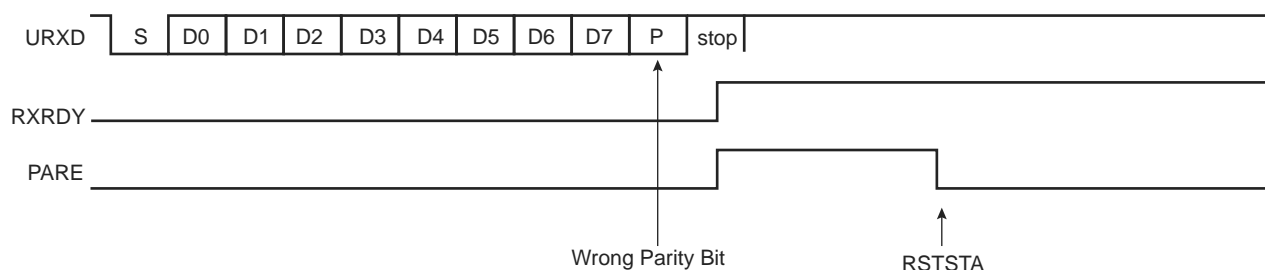 URXD S D0 D1 D2 D3 D4 D5 D6 D7 P stop
RXRDY
PARE
Wrong Parity Bit RSTSTA